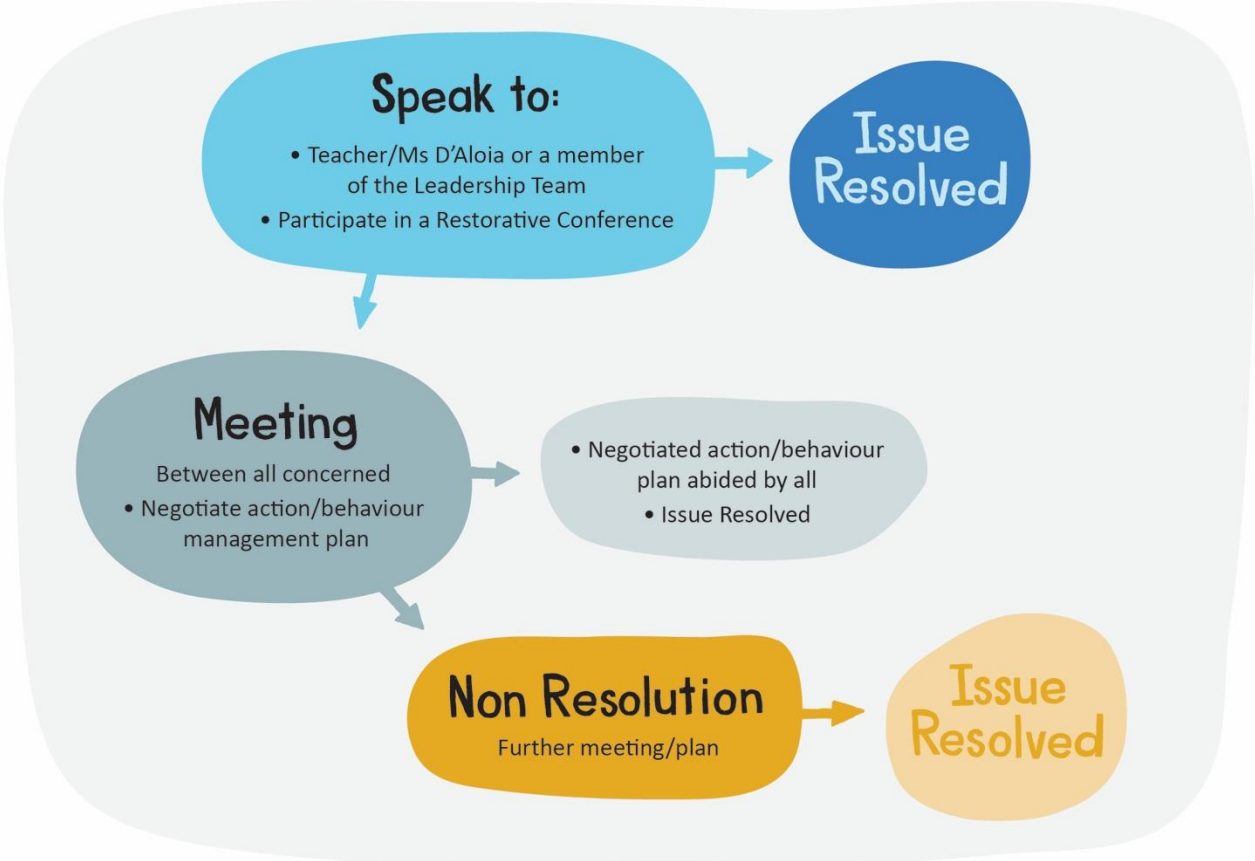 Speak to:
• Teacher/Ms D'Aloia or a member
of the Leadership Team
• Participate in a Restorative Conference
Issue
Resolved
Meeting
Between all concerned
• Negotiate action/behaviour
management plan
• Negotiated action/behaviour
plan abided by all
• Issue Resolved
Non Resolution
Further meeting/plan
Issue
Resolved